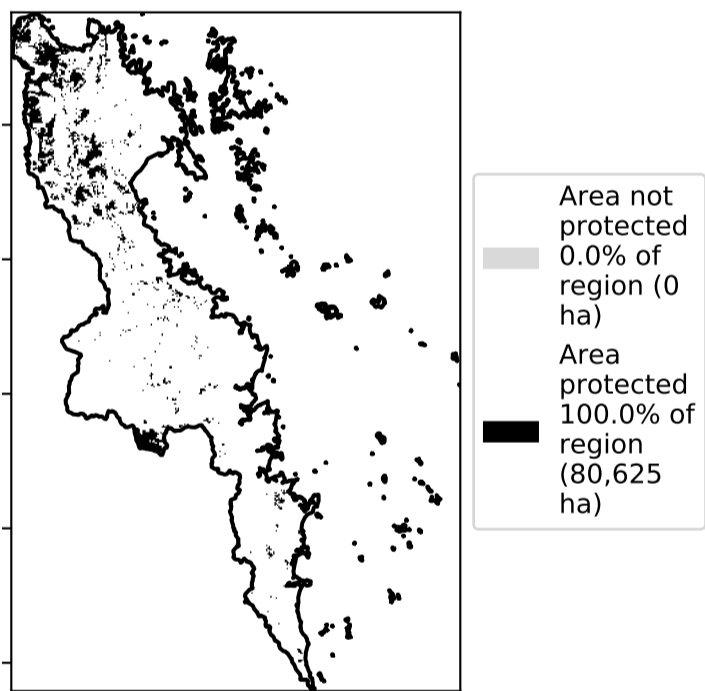 Area not
protected
0.0% of
region (0
ha)
Area
protected
100.0% of
region
(80,625
ha)